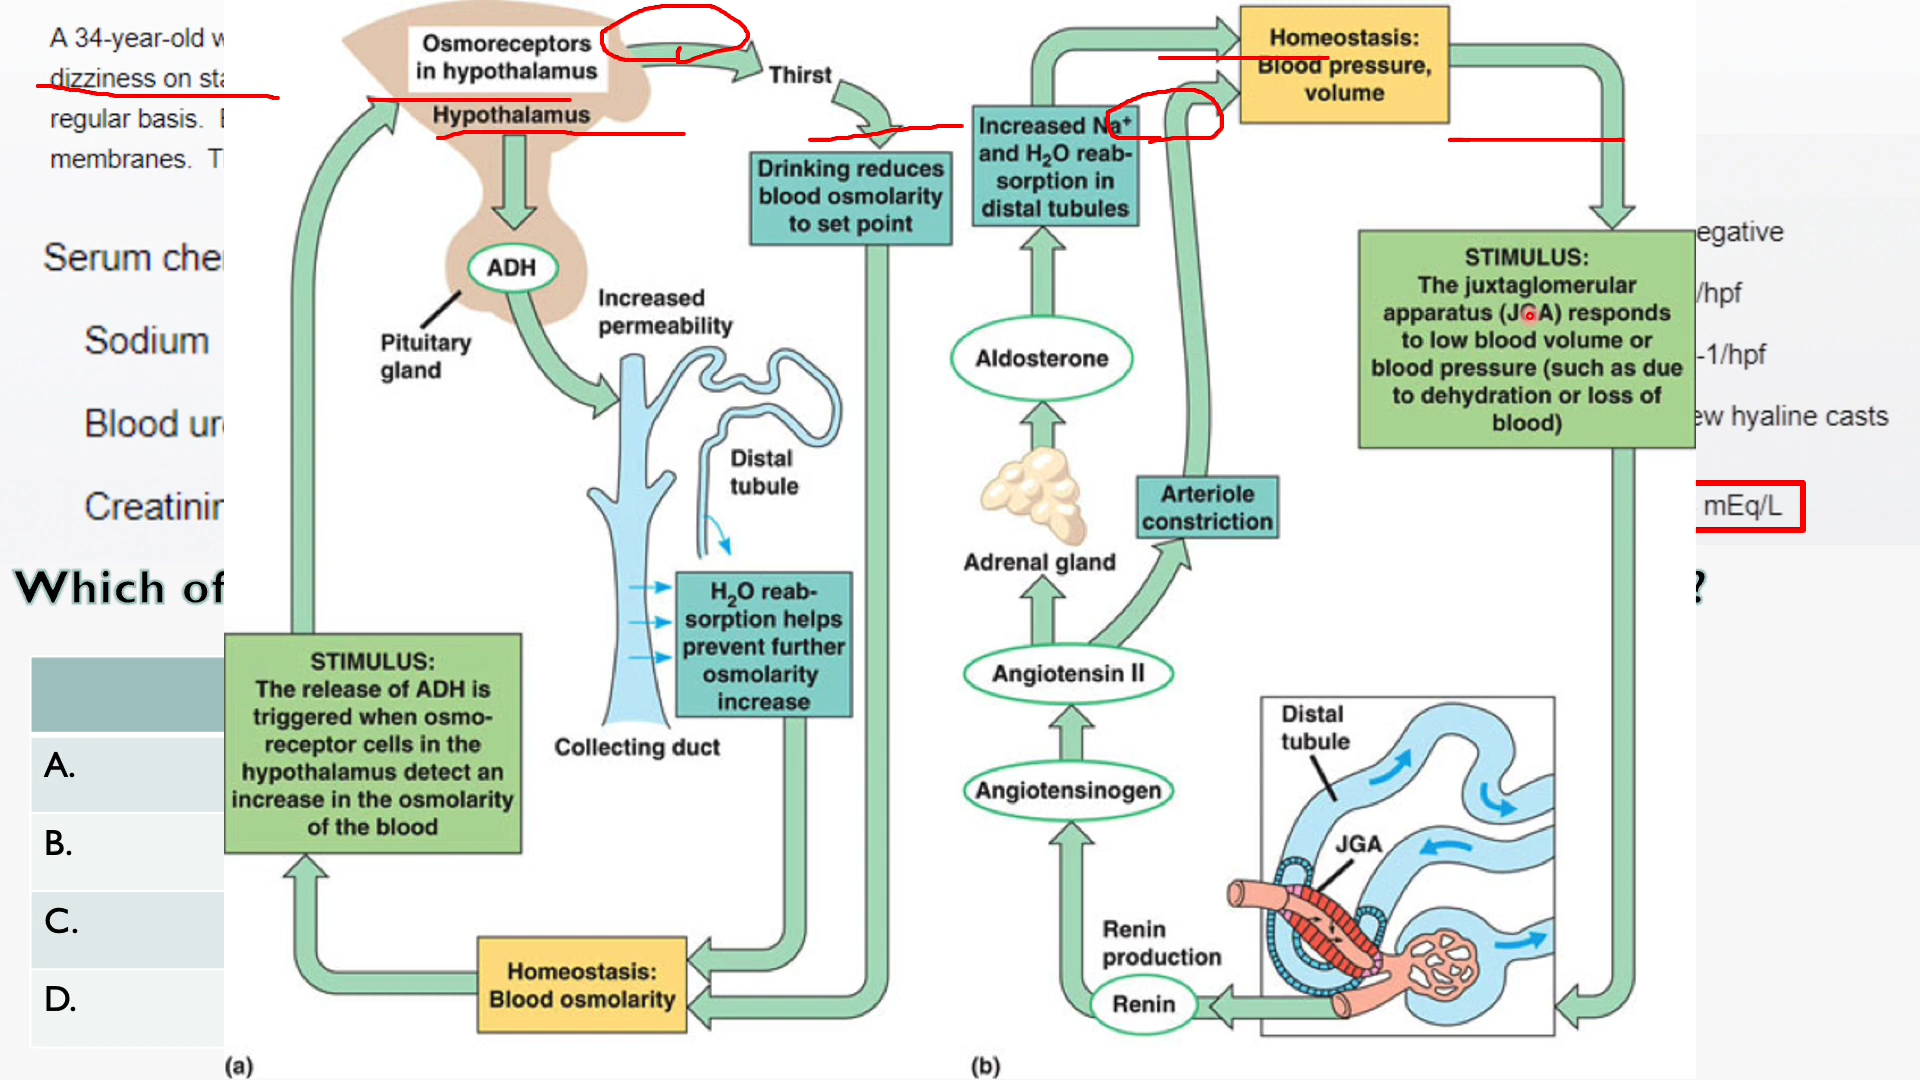 A 34-year-old
dizziness on
regular basis.
membranes.
Serum
Sodium
Blood
Which of
?
A.
B.
C.
D.
mEq/L
/hpf
-1/hpf
hyaline casts
Osmoreceptors
in hypothalamus
Hypothalamus
Thirst
Drinking reduces
blood osmolarity
to set point
ADH
Pituitary
gland
Increased
permeability
Distal
tubule
H₂O reab-
sorption helps
prevent further
osmolarity
increase
Collecting duct
STIMULUS:
The release of ADH is
triggered when osmo-
receptor cells in the
hypothalamus detect an
increase in the osmolarity
of the blood
Homeostasis:
Blood osmolarity
(a)
Homeostasis:
Blood pressure,
volume
Increased Na⁺
and H₂O reab-
sorption in
distal tubules
STIMULUS:
The juxtaglomerular
apparatus (JGA) responds
to low blood volume or
blood pressure (such as due
to dehydration or loss of
blood)
Aldosterone
Arteriole
constriction
Adrenal gland
Angiotensin II
Angiotensinogen
Renin
production
Renin
Distal
tubule
JGA
(b)